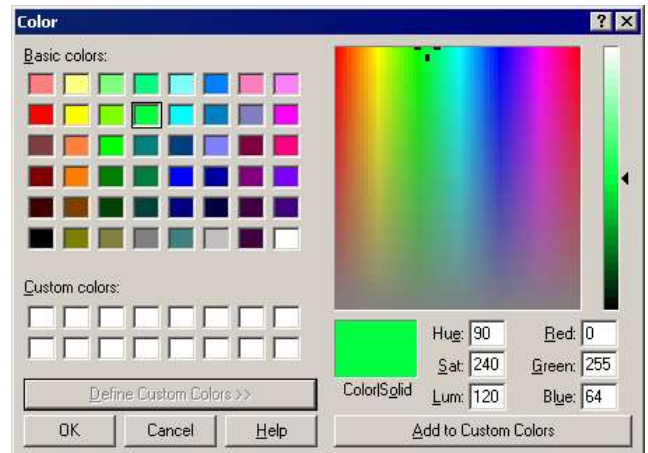 Color
Basic colors:
Custom colors:
Define Custom Colors >>
OK Cancel Help
Color|Solid
Hue: 90 Red: 0
Sat: 240 Green: 255
Lum: 120 Blue: 64
Add to Custom Colors